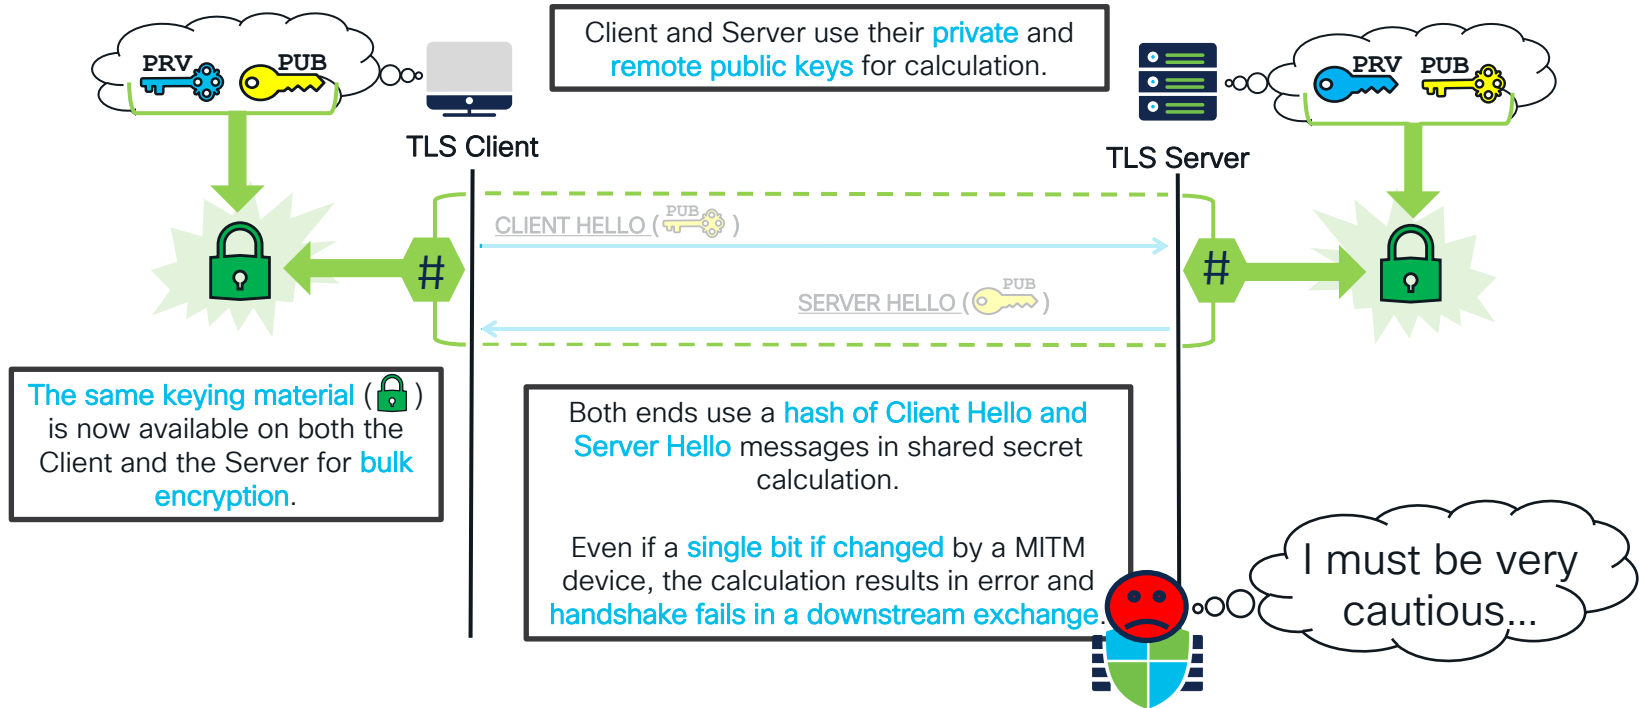 PRV PUB
Client and Server use their private and
remote public keys for calculation.
PRV PUB
TLS Client
TLS Server
CLIENT HELLO ( PUB )
SERVER HELLO ( PUB )
#
#
The same keying material ( )
is now available on both the
Client and the Server for bulk
encryption.
Both ends use a hash of Client Hello and
Server Hello messages in shared secret
calculation.
Even if a single bit if changed by a MITM
device, the calculation results in error and
handshake fails in a downstream exchange.
I must be very
cautious...